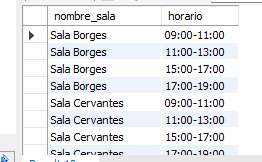 nombre_sala horario
Sala Borges 09:00-11:00
Sala Borges 11:00-13:00
Sala Borges 15:00-17:00
Sala Borges 17:00-19:00
Sala Cervantes 09:00-11:00
Sala Cervantes 11:00-13:00
Sala Cervantes 15:00-17:00
Sala Cervantes 17:00-19:00